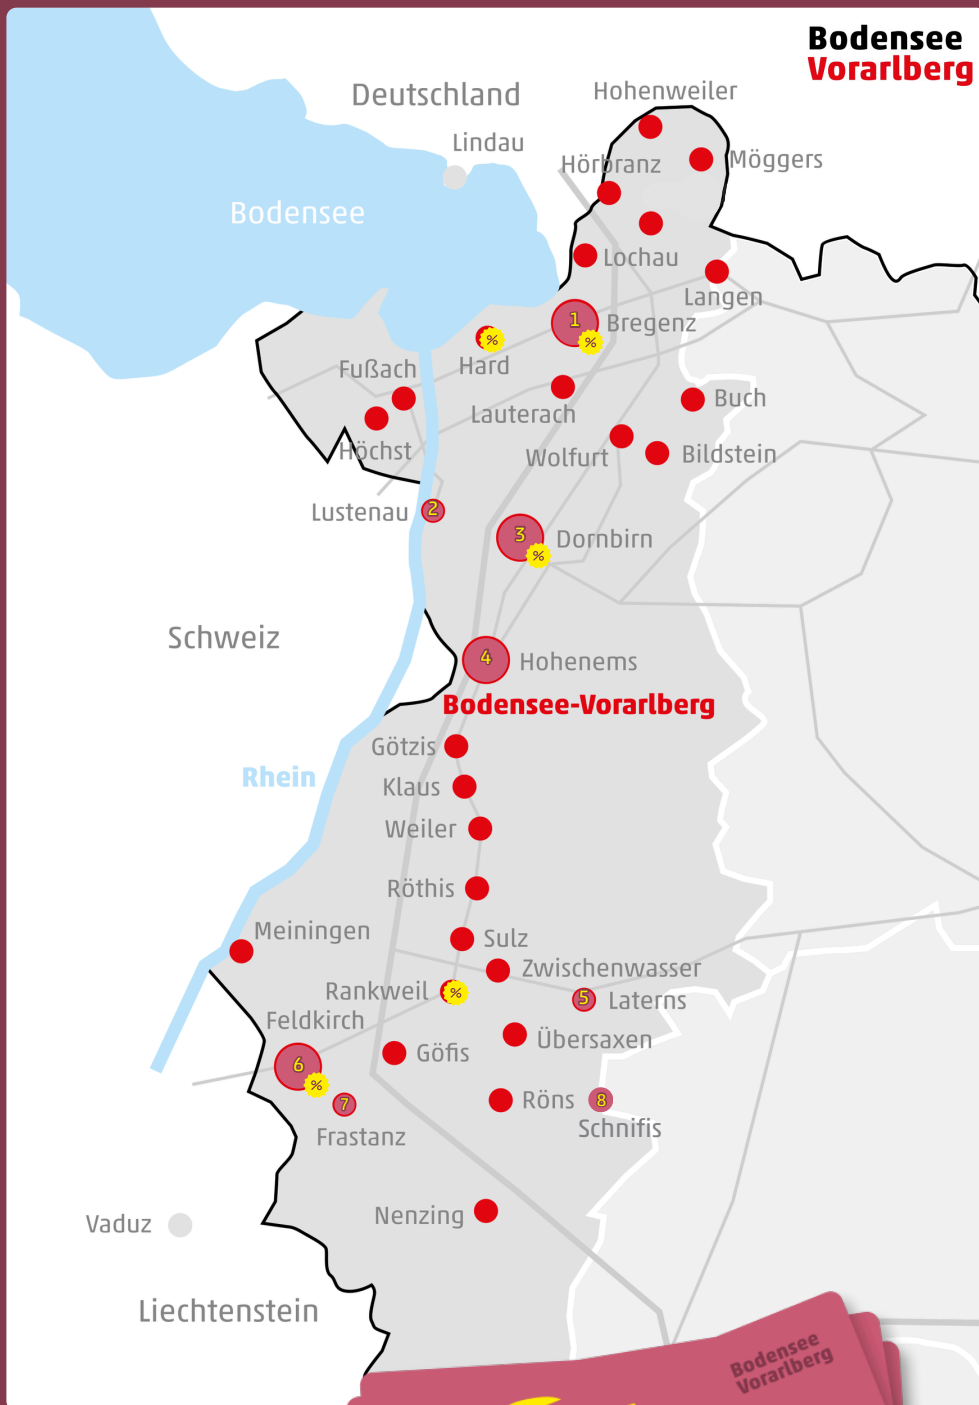 Bodensee
Vorarlberg
Deutschland
Hohenweiler
Lindau
Hörbranz
Möggers
Bodensee
Lochau
Langen
1
Bregenz
%
%
Hard
Fußach
Lauterach
Buch
Höchst
Wolfurt
Bildstein
Lustenau
2
3
Dornbirn
%
Schweiz
4
Hohenems
Bodensee-Vorarlberg
Götzis
Rhein
Klaus
Weiler
Röthis
Meiningen
Sulz
Zwischenwasser
Rankweil
%
5
Laterns
Feldkirch
Übersaxen
6
Göfis
%
7
Röns
8
Frastanz
Schnifis
Nenzing
Vaduz
Liechtenstein
Bodensee
Vorarlberg